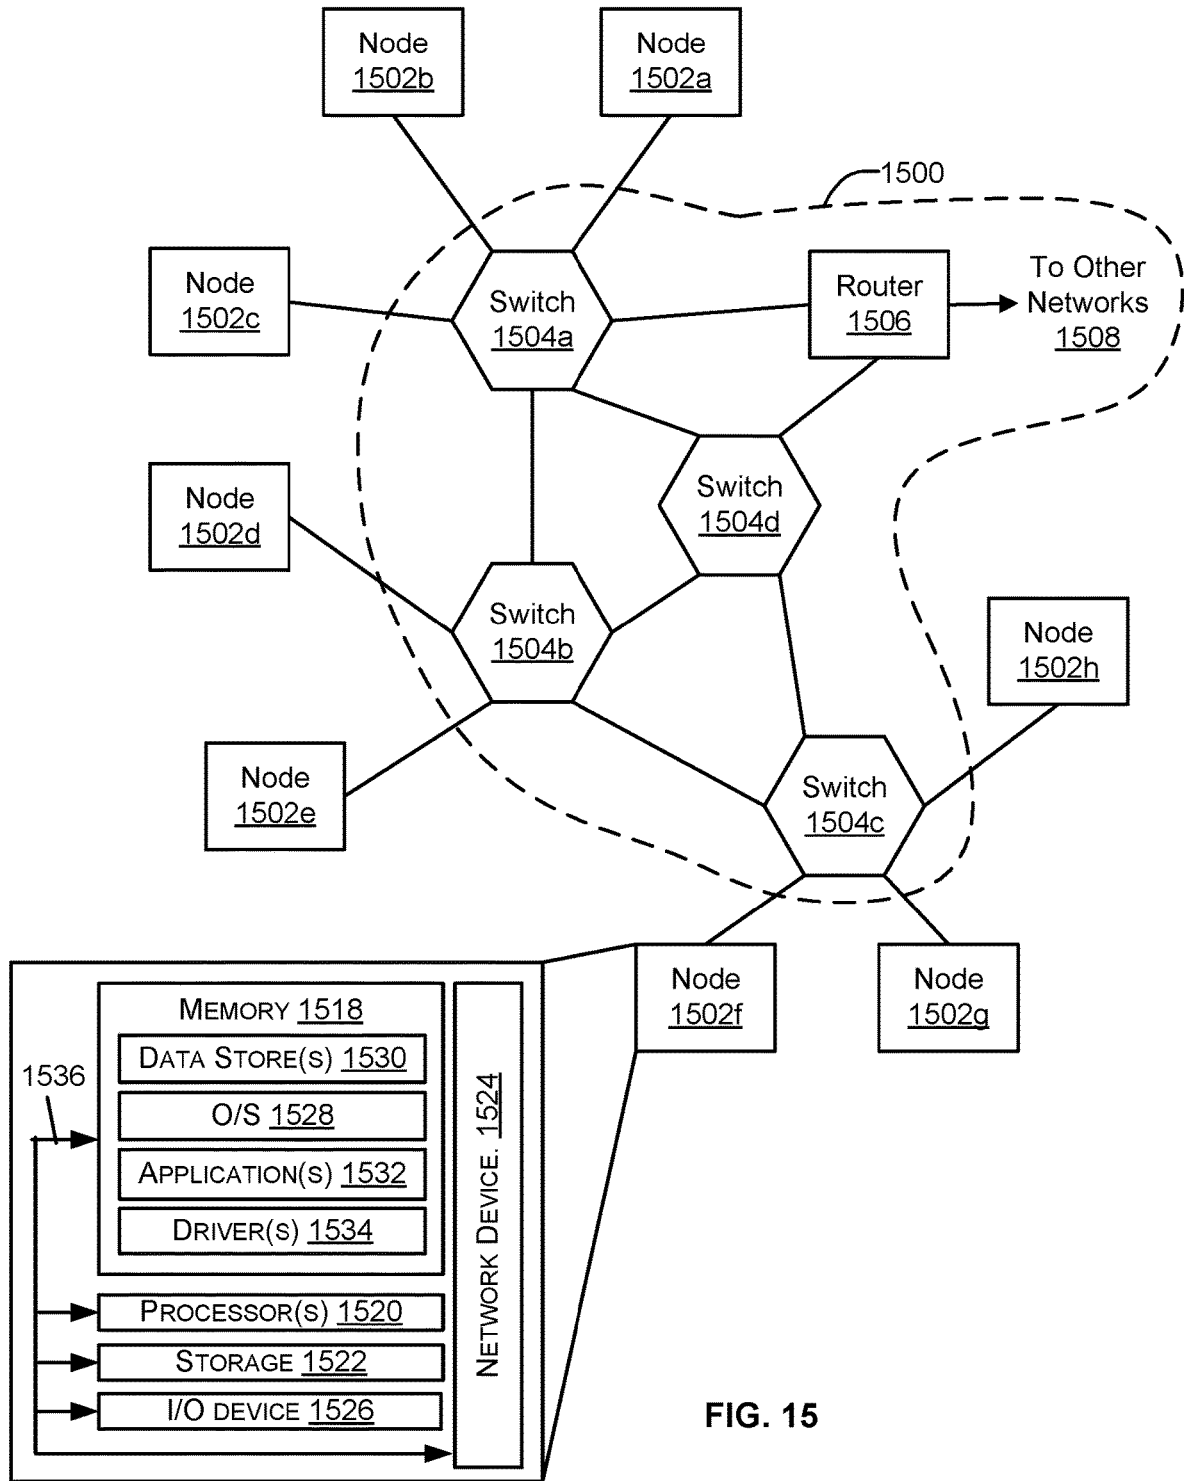 Node
1502b
Node
1502a
1500
Node
1502c
Switch
1504a
Router
1506
To Other
Networks
1508
Node
1502d
Switch
1504d
Switch
1504b
Node
1502h
Node
1502e
Switch
1504c
Node
1502f
Node
1502g
MEMORY 1518
DATA STORE(S) 1530
1536
O/S 1528
APPLICATION(S) 1532
DRIVER(S) 1534
NETWORK DEVICE. 1524
PROCESSOR(S) 1520
STORAGE 1522
I/O DEVICE 1526
FIG. 15